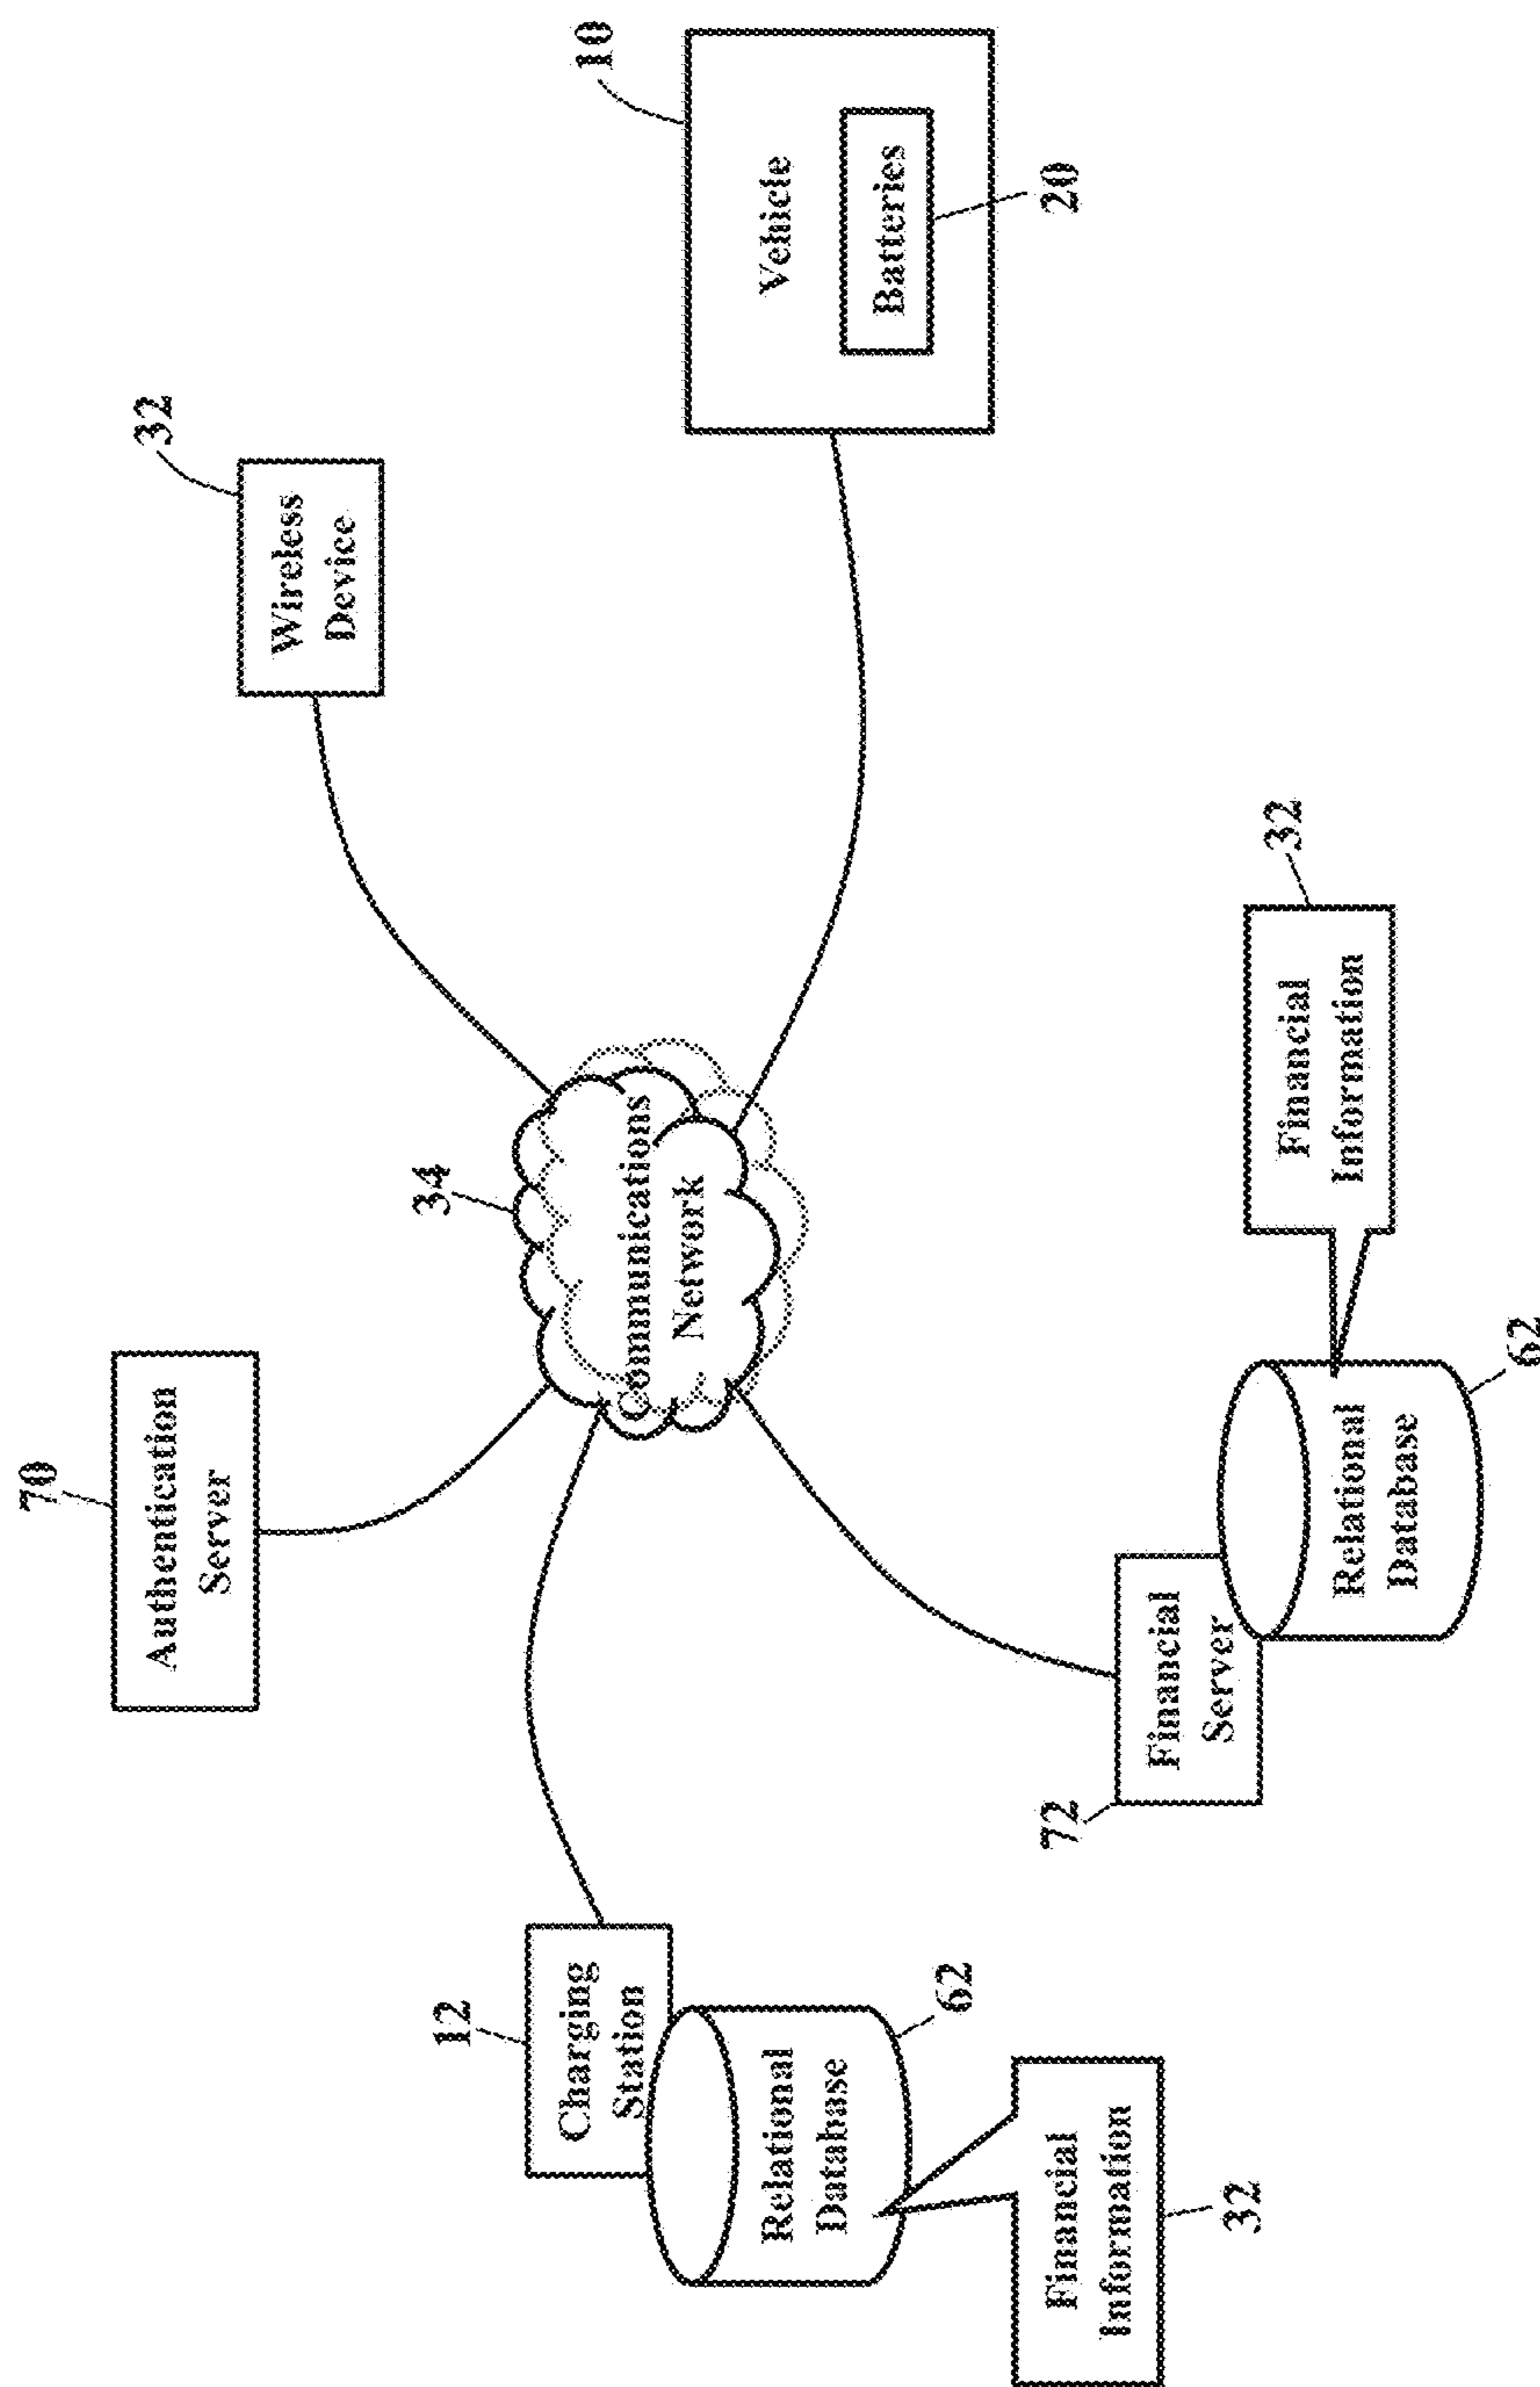 70
Authentication
Server
32
Wireless
Device
34
Communications
Network
10
Vehicle
Batteries
20
12
Charging
Station
Relational
Database
62
Financial
Information
32
72
Financial
Server
Relational
Database
62
Financial
Information
32